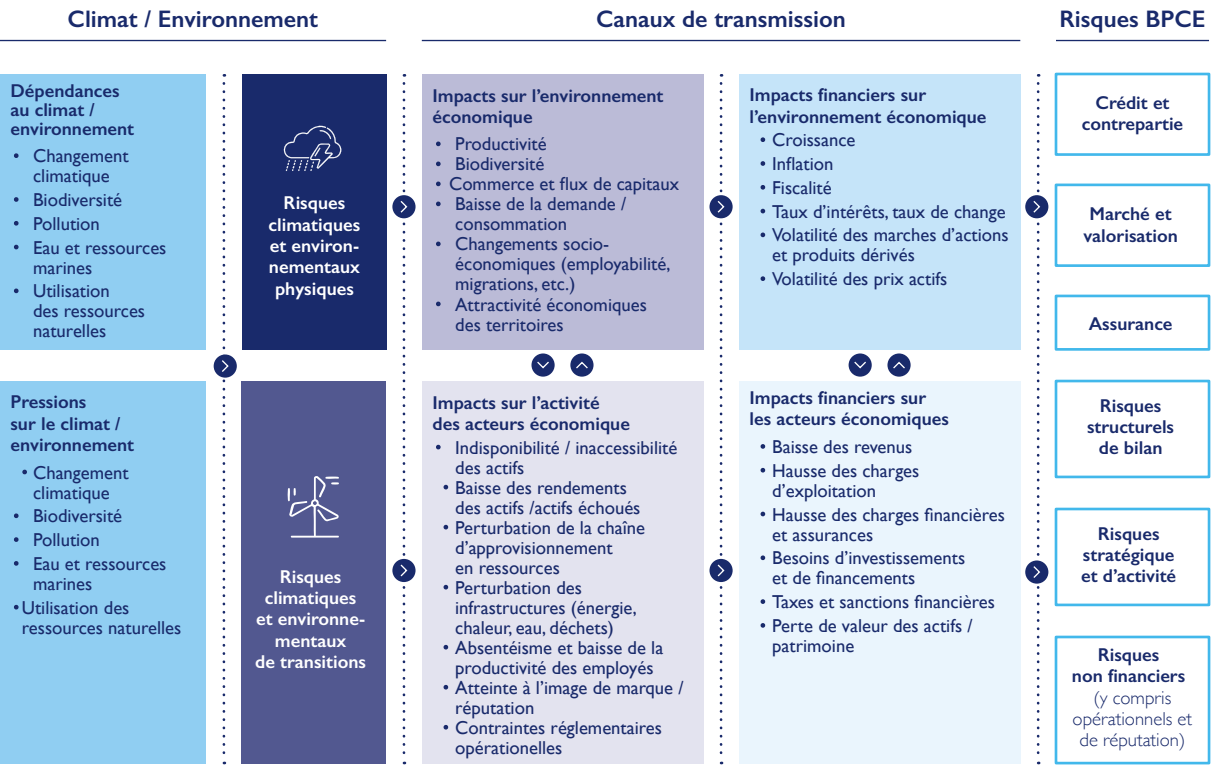 Climat / Environnement
Canaux de transmission
Risques BPCE
Dépendances
au climat /
environnement
• Changement
climatique
• Biodiversité
• Pollution
• Eau et ressources
marines
• Utilisation
des ressources
naturelles
Risques
climatiques
et environ-
nementaux
physiques
Impacts sur l'environnement
économique
• Productivité
• Biodiversité
• Commerce et flux de capitaux
• Baisse de la demande /
consommation
• Changements socio-
économiques (employabilité,
migrations, etc.)
• Attractivité économiques
des territoires
Impacts financiers sur
l'environnement économique
• Croissance
• Inflation
• Fiscalité
• Taux d'intérêts, taux de change
• Volatilité des marches d'actions
et produits dérivés
• Volatilité des prix actifs
Crédit et
contrepartie
Marché et
valorisation
Assurance
Pressions
sur le climat /
environnement
• Changement
climatique
• Biodiversité
• Pollution
• Eau et ressources
marines
• Utilisation des
ressources naturelles
Risques
climatiques
et environne-
mentaux
de transitions
Impacts sur l'activité
des acteurs économique
• Indisponibilité / inaccessibilité
des actifs
• Baisse des rendements
des actifs /actifs échoués
• Perturbation de la chaîne
d'approvisionnement
en ressources
• Perturbation des
infrastructures (énergie,
chaleur, eau, déchets)
• Absentéisme et baisse de la
productivité des employés
• Atteinte à l'image de marque /
réputation
• Contraintes réglementaires
opérationelles
Impacts financiers sur
les acteurs économiques
• Baisse des revenus
• Hausse des charges
d'exploitation
• Hausse des charges financières
et assurances
• Besoins d'investissements
et de financements
• Taxes et sanctions financières
• Perte de valeur des actifs /
patrimoine
Risques
structurels
de bilan
Risques
stratégique
et d'activité
Risques
non financiers
(y compris
opérationnels et
de réputation)